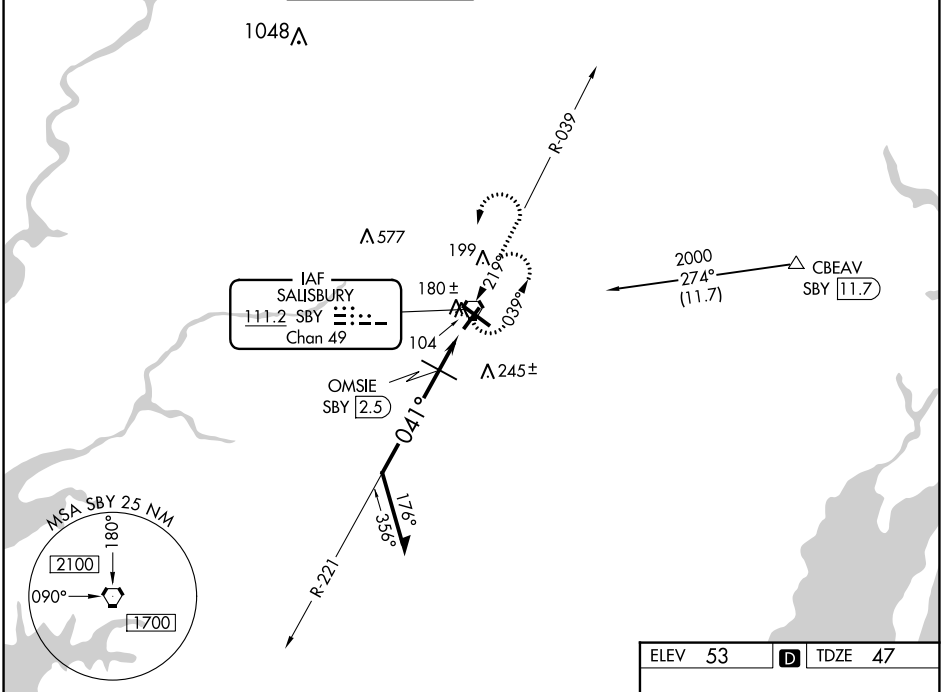 1048
R-039
577
199
219°
2000
274°
(11.7)
CBEAV
SBY 11.7
IAF
SALISBURY
111.2 SBY
Chan 49
180 ±
039°
104
245 ±
OMSIE
SBY 2.5
041°
176°
356°
R-221
MSA SBY 25 NM
180°
2100
090°
1700
ELEV 53 D TDZE 47